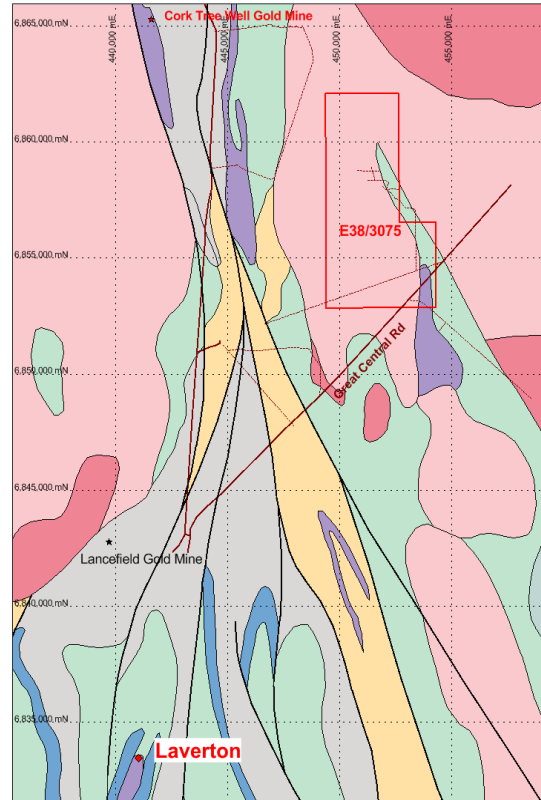 Cork Tree Well Gold Mine
440,000 mE
445,000 mE
450,000 mE
455,000 mE
6,865,000 mN
6,860,000 mN
E38/3075
6,855,000 mN
6,850,000 mN
Great Central Rd
6,845,000 mN
Lancefield Gold Mine
6,840,000 mN
6,835,000 mN
Laverton